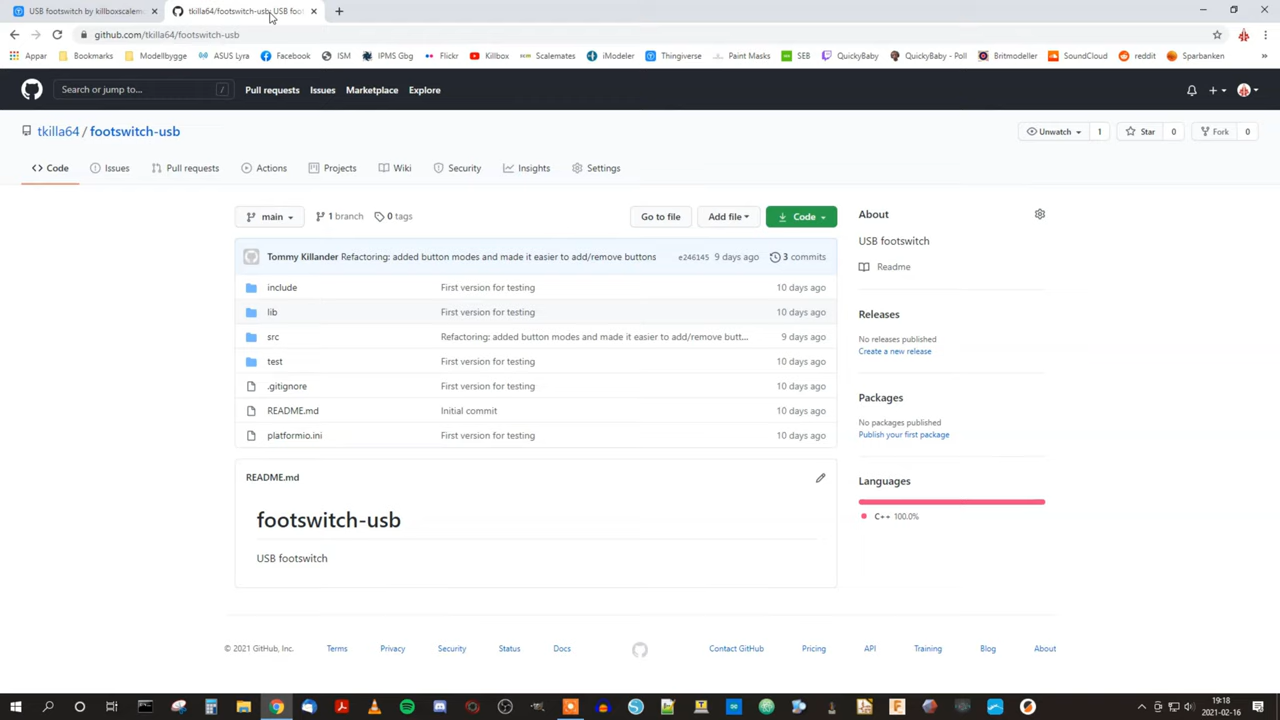 USB footswitch by killboxscalem
tkilla64/footswitch-usb: USB foo
github.com/tkilla64/footswitch-usb
Appar
Bookmarks
Modellbygge
ASUS Lyra
Facebook
ISM
IPMS Gbg
Flickr
Killbox
Scalemates
iModeler
Thingiverse
Paint Masks
SEB
QuickyBaby
QuickyBaby - Poll
Britmodeller
SoundCloud
reddit
Sparbanken
»
Search or jump to...
/
Pull requests
Issues
Marketplace
Explore
tkilla64 / footswitch-usb
Unwatch
1
Star
0
Fork
0
Code
Issues
Pull requests
Actions
Projects
Wiki
Security
Insights
Settings
main
1 branch
0 tags
Go to file
Add file
Code
Tommy Killander Refactoring: added button modes and made it easier to add/remove buttons
e246145 9 days ago
3 commits
include First version for testing 10 days ago
lib First version for testing 10 days ago
src Refactoring: added button modes and made it easier to add/remove butt... 9 days ago
test First version for testing 10 days ago
.gitignore First version for testing 10 days ago
README.md Initial commit 10 days ago
platformio.ini First version for testing 10 days ago
README.md
footswitch-usb
USB footswitch
About
USB footswitch
Readme
Releases
No releases published
Create a new release
Packages
No packages published
Publish your first package
Languages
C++ 100.0%
© 2021 GitHub, Inc.
Terms
Privacy
Security
Status
Docs
Contact GitHub
Pricing
API
Training
Blog
About
19:18
2021-02-16